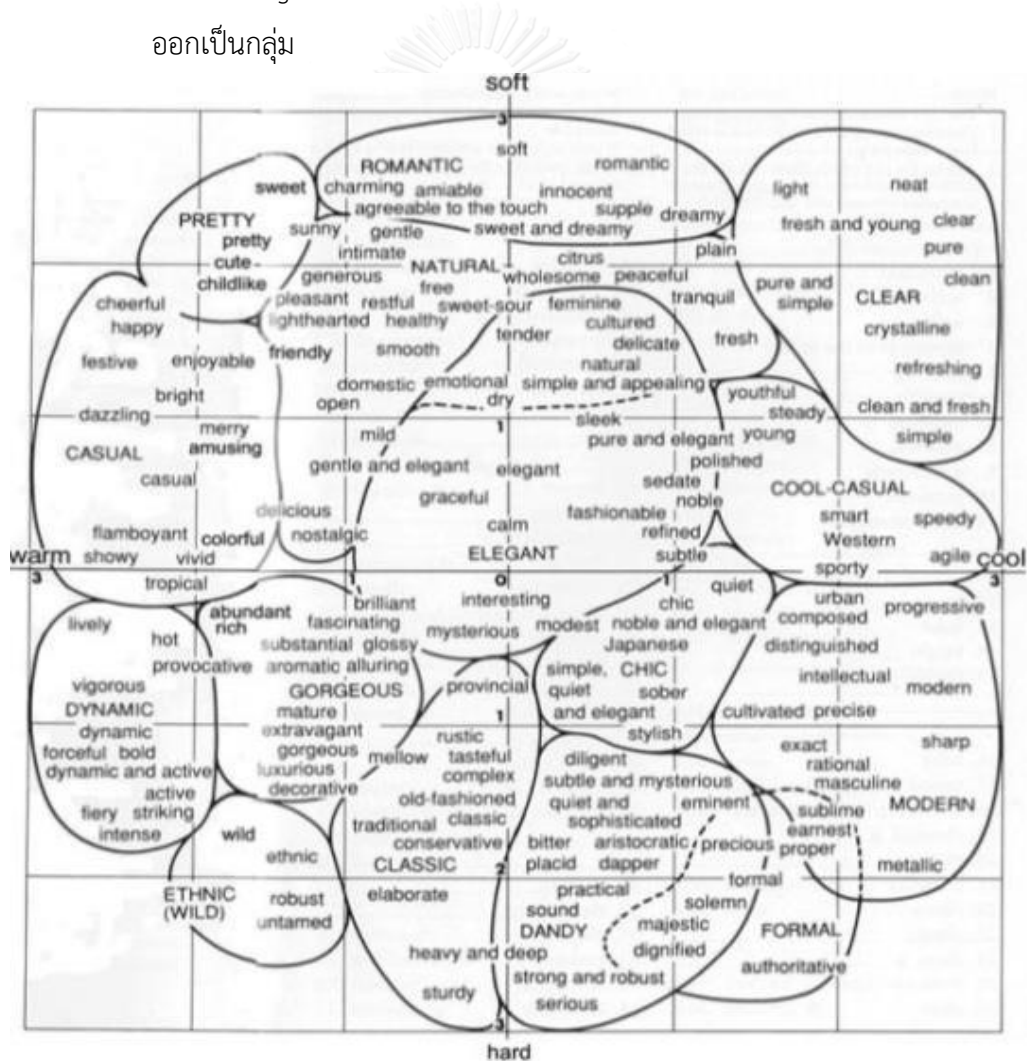 ออกเป็นกลุ่ม
soft
3
soft
ROMANTIC romantic
sweet charming amiable innocent light neat
agreeable to the touch supple dreamy
PRETTY sunny gentle sweet and dreamy fresh and young clear
pretty intimate plain pure
cute generous NATURAL citrus
childlike free wholesome peaceful pure and simple clean
cheerful pleasant restful sweet-sour feminine tranquil CLEAR
happy lighthearted healthy tender cultured crystalline
festive enjoyable friendly smooth delicate fresh refreshing
natural
bright domestic emotional simple and appealing youthful
dazzling open dry steady clean and fresh
merry mild 1 sleek
CASUAL amusing pure and elegant young simple
casual gentle and elegant elegant polished
graceful sedate COOL-CASUAL
delicious fashionable noble smart speedy
flamboyant colorful nostalgic calm refined Western
warm showy vivid ELEGANT subtle sporty agile cool
3 1 0 1 3
tropical quiet
abundant brilliant interesting chic urban progressive
lively rich fascinating mysterious modest noble and elegant composed
hot substantial glossy Japanese distinguished
provocative aromatic alluring simple, CHIC intellectual
vigorous GORGEOUS provincial quiet sober modern
DYNAMIC mature 1 and elegant cultivated precise
dynamic extravagant rustic stylish sharp
forceful bold gorgeous mellow tasteful diligent exact
dynamic and active luxurious complex subtle and mysterious rational
active decorative old-fashioned quiet and eminent masculine
fiery striking classic sophisticated sublime MODERN
intense wild traditional conservative bitter aristocratic precious earnest
ethnic CLASSIC 2 placid dapper proper metallic
ETHNIC robust elaborate practical formal
(WILD) untamed sound solemn
DANDY majestic FORMAL
heavy and deep dignified authoritative
sturdy strong and robust
serious
3
hard